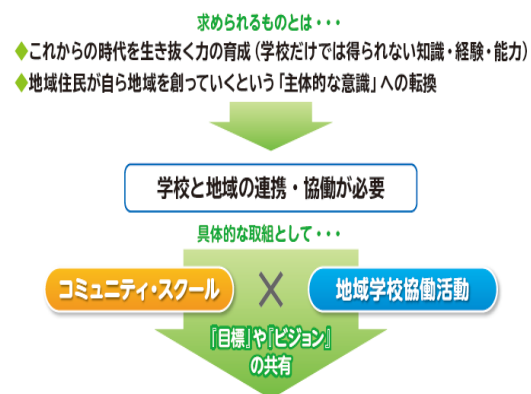 求められるものとは・・・
◆これからの時代を生き抜く力の育成（学校だけでは得られない知識・経験・能力）
◆地域住民が自ら地域を創っていくという「主体的な意識」への転換
学校と地域の連携・協働が必要
具体的な取組として・・・
コミュニティ・スクール × 地域学校協働活動
『目標』や『ビジョン』
の共有